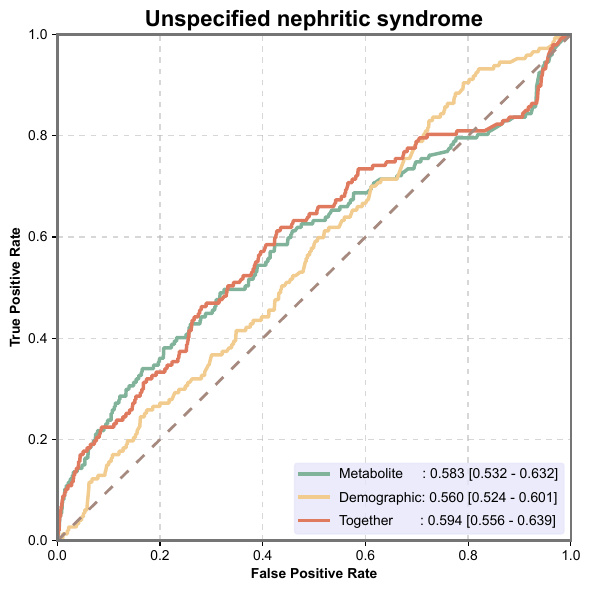 Unspecified nephritic syndrome
1.0
0.8
0.6
0.4
0.2
0.0
True Positive Rate
Metabolite : 0.583 [0.532 - 0.632]
Demographic: 0.560 [0.524 - 0.601]
Together : 0.594 [0.556 - 0.639]
0.0 0.2 0.4 0.6 0.8 1.0
False Positive Rate